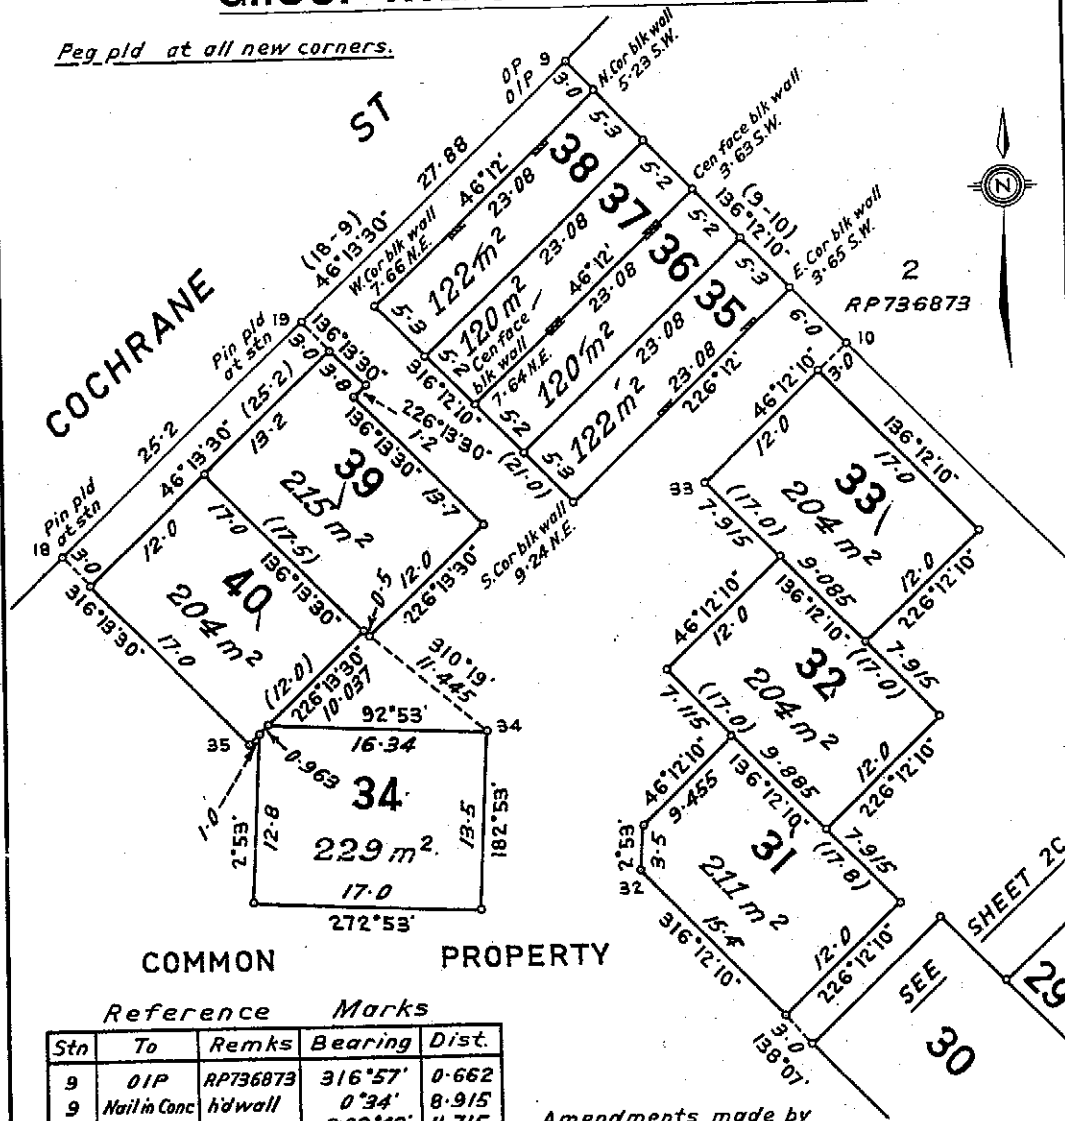 Peg pld at all new corners.
COCHRANE ST
OP
OIP
9
3·0
N.Cor blk wall
5·23 S.W.
27·88
(18-9)
46°13'30"
5·3
46°12'
23·08
38
122 m²
W.Cor blk wall
7·66 N.E.
5·3
5·2
37
23·08
120 m²
5·2
Cen face blk wall
3·63 S.W.
(9-10)
136°12'10"
Cen face
blk wall
7·64 N.E.
46°12'
23·08
5·2
36
120 m²
5·2
316°12'10"
(21·0)
5·3
35
23·08
122 m²
5·3
23·08
226°12'
E.Cor blk wall
3·65 S.W.
S.Cor blk wall
9·24 N.E.
N
2
RP736873
6·0
10
3·0
19
Pin pld
at stn
136°13'30"
3·0
3·8
226°13'30"
1·2
136°13'30"
13·7
25·2
46°13'30" (25·2)
13·2
39
215 m²
(17·5)
17·0
136°13'30"
0·5
12·0
226°13'30"
Pin pld
at stn
18
3·0
12·0
316°13'30"
17·0
40
204 m²
(12·0)
226°13'30"
10·037
310°19'
11·445
35
1·0
0·963
92°53'
16·34
34
34
229 m²
2°53'
12·8
13·5
182°53'
17·0
272°53'
46°12'10"
12·0
136°12'10"
17·0
33
33
204 m²
(17·0)
7·915
9·085
136°12'10"
12·0
226°12'10"
46°12'10"
12·0
32
204 m²
(17·0)
7·915
7·115
(17·0)
9·885
136°12'10"
12·0
226°12'10"
46°12'10"
9·455
2°53'
3·5
32
31
211 m²
7·915
(17·8)
15·4
316°12'10"
12·0
226°12'10"
3·0
138°07'
SEE
SHEET 2C
30
29
COMMON PROPERTY
Reference Marks
Stn To Remks Bearing Dist.
9 OIP RP736873 316°57' 0·662
9 Nail in Conc h'dwall 0°34' 8·915
Amendments made by